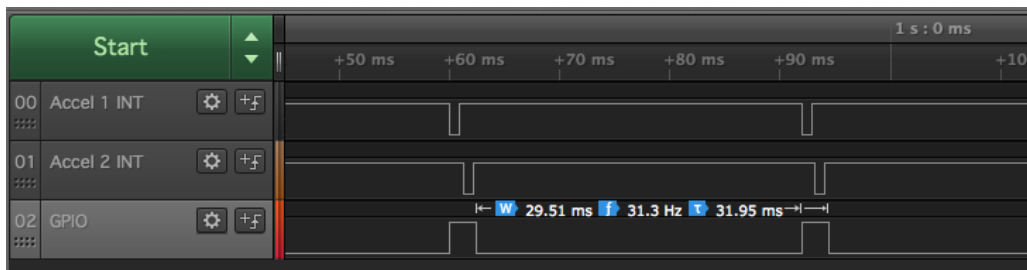 Start
1 s : 0 ms
+50 ms +60 ms +70 ms +80 ms +90 ms +10
00 Accel 1 INT
01 Accel 2 INT
W 29.51 ms f 31.3 Hz τ 31.95 ms
02 GPIO